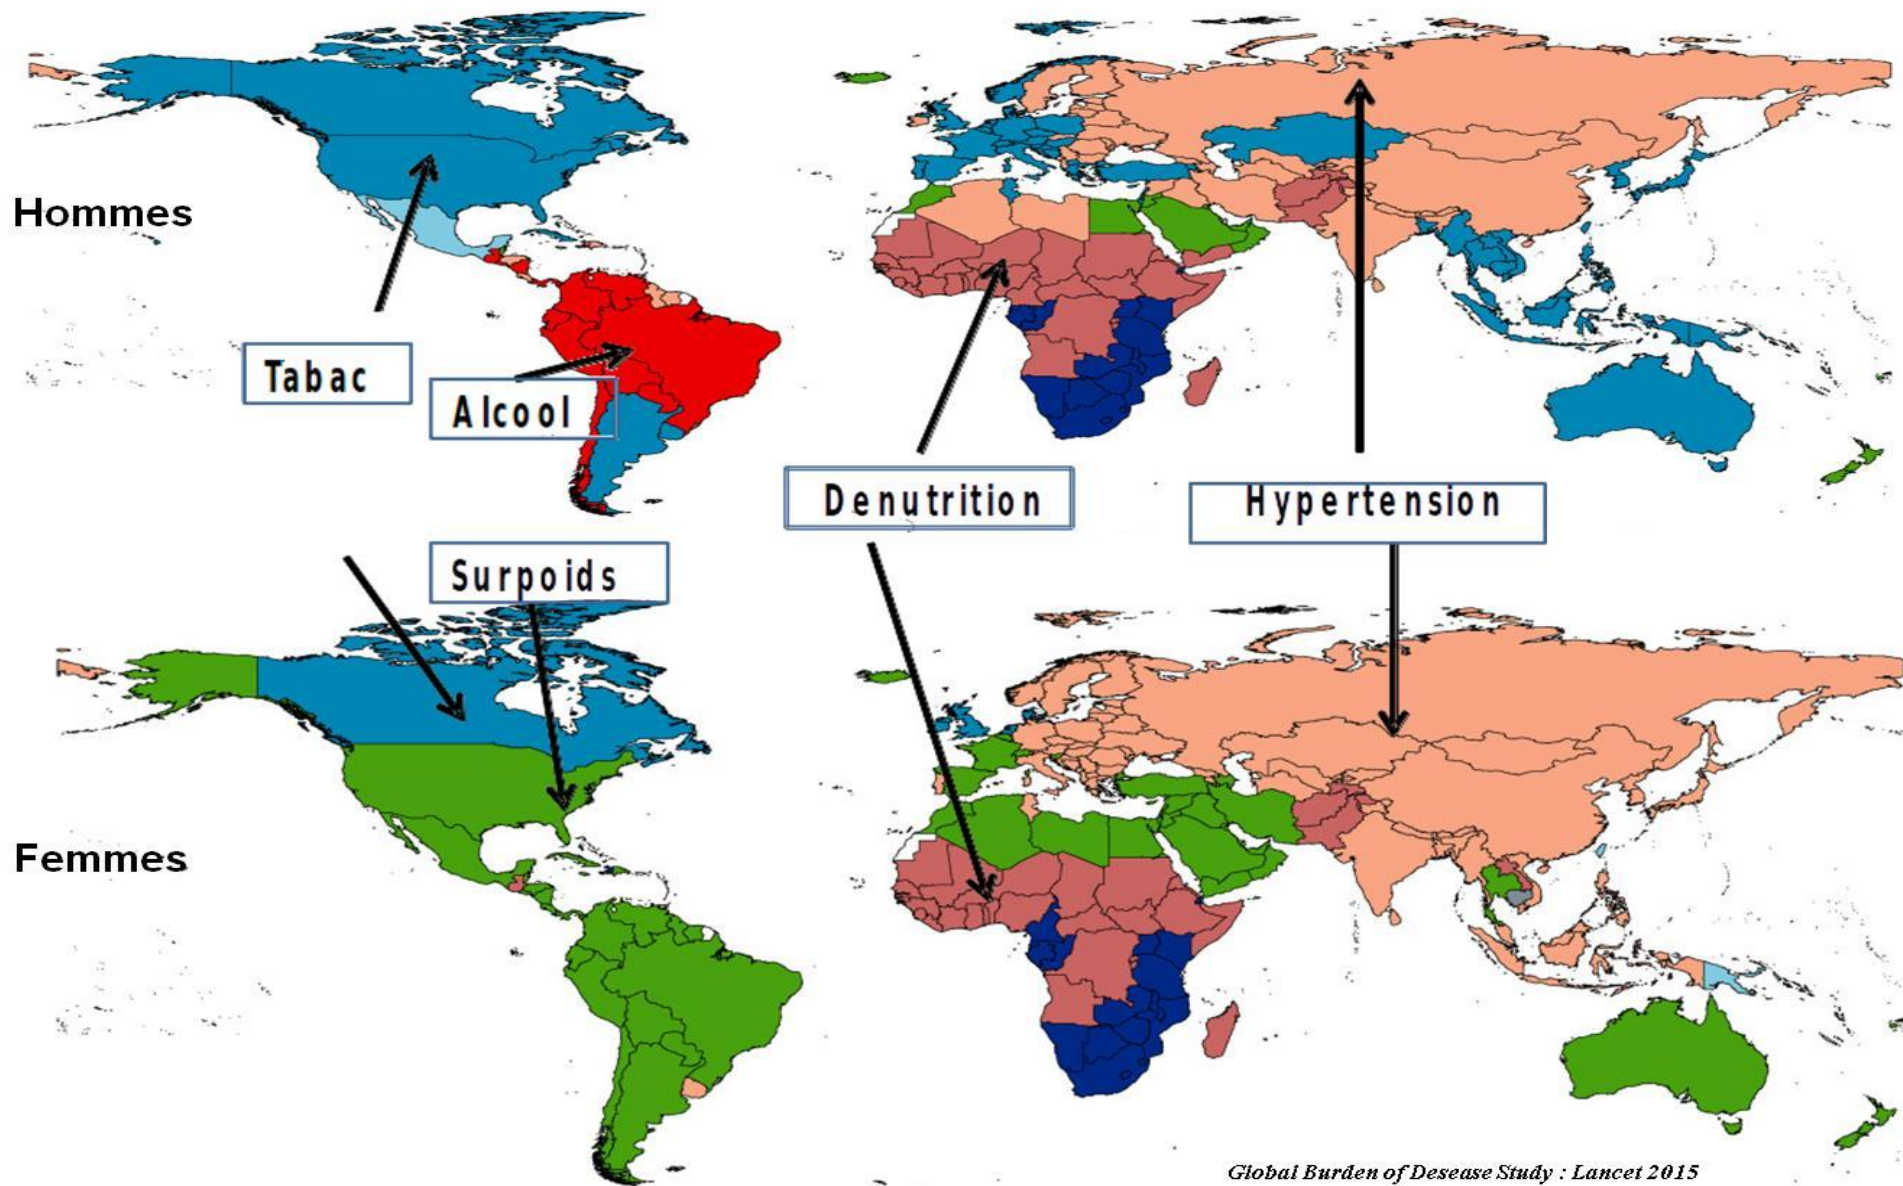 Hommes
Tabac
Alcool
Denutrition
Hypertension
Surpoids
Femmes
Global Burden of Desease Study : Lancet 2015